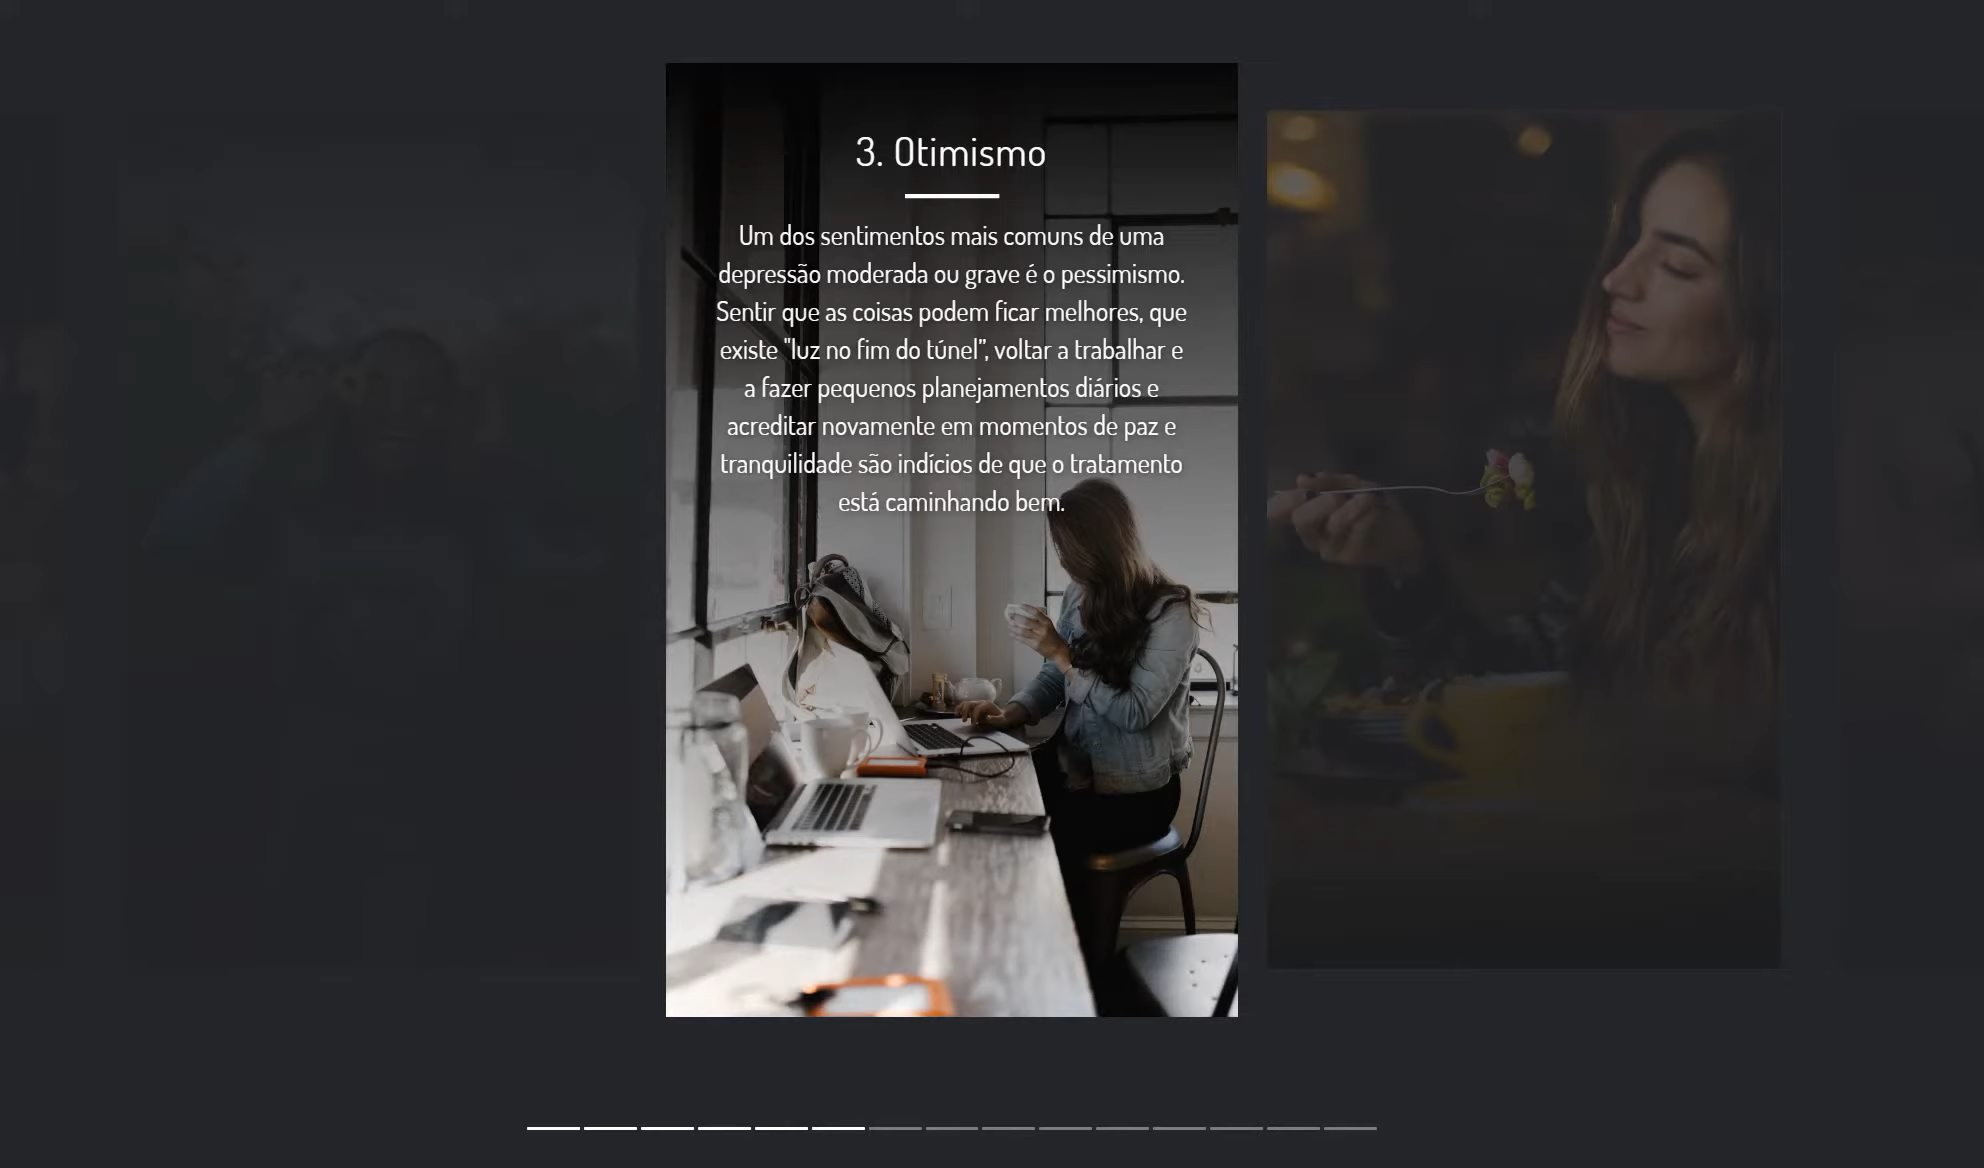 3. Otimismo
Um dos sentimentos mais comuns de uma
depressão moderada ou grave é o pessimismo.
Sentir que as coisas podem ficar melhores, que
existe "luz no fim do túnel”, voltar a trabalhar e
a fazer pequenos planejamentos diários e
acreditar novamente em momentos de paz e
tranquilidade são indícios de que o tratamento
está caminhando bem.